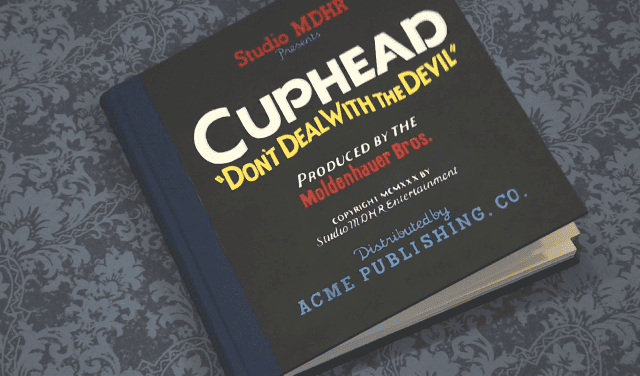 Studio MDHR
Presents
CUPHEAD
"DON'T DEAL WITH THE DEVIL"
PRODUCED BY THE
Moldenhauer Bros.
COPYRIGHT MCMXXX BY
Studio MDHR Entertainment
Distributed by
ACME PUBLISHING. CO.